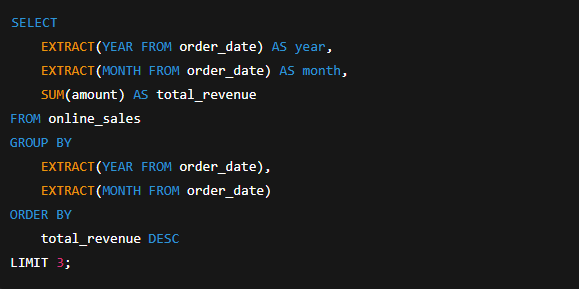 SELECT
    EXTRACT(YEAR FROM order_date) AS year,
    EXTRACT(MONTH FROM order_date) AS month,
    SUM(amount) AS total_revenue
FROM online_sales
GROUP BY
    EXTRACT(YEAR FROM order_date),
    EXTRACT(MONTH FROM order_date)
ORDER BY
    total_revenue DESC
LIMIT 3;